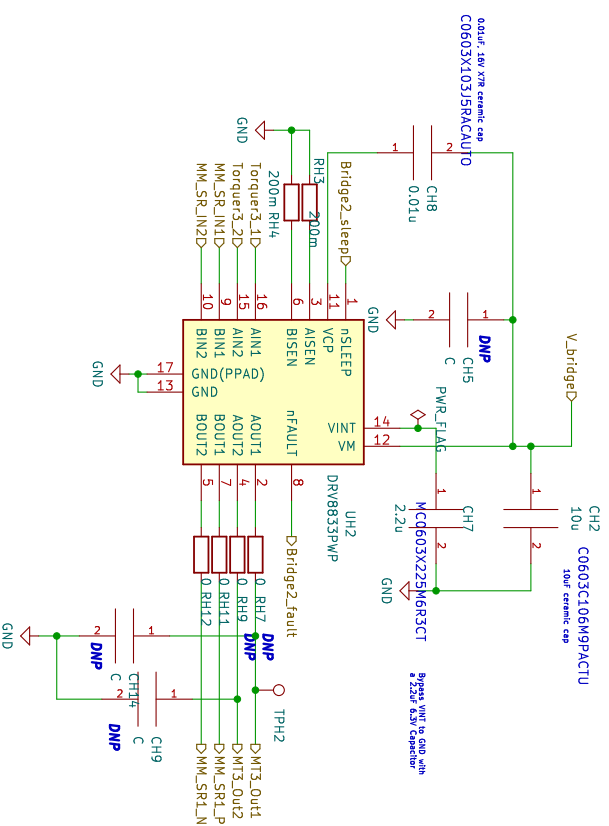 0.01uF, 16V X7R ceramic cap
C0603X103J5RACAUTO
GND
RH3
200m
200m
RH4
Bridge2_sleep
1
2
CH8
0.01u
MM_SR_IN2
MM_SR_IN1
Torquer3_2
Torquer3_1
10
9
15
16
6
3
11
1
GND
2
1
DNP
CH5
C
V_bridge
BIN2
BIN1
AIN2
AIN1
BISEN
AISEN
VCP
nSLEEP
GND
17
GND(PPAD)
13
GND
PWR_FLAG
BOUT2
BOUT1
AOUT2
AOUT1
nFAULT
VINT
14
VM
12
5
7
4
2
8
UH2
DRV8833PWP
1
2
CH7
2.2u
MC0603X225M6R3CT
1
2
CH2
10u
C0603C106M9PACTU
10uF ceramic cap
GND
0
RH12
0
RH11
0
RH9
0
RH7
Bridge2_fault
GND
2
1
DNP
CH14
C
DNP
DNP
2
1
DNP
CH9
C
TPH2
Bypass VINT to GND with
a 2.2uF 6.3V Capacitor
MM_SR1_N
MM_SR1_P
MT3_Out2
MT3_Out1